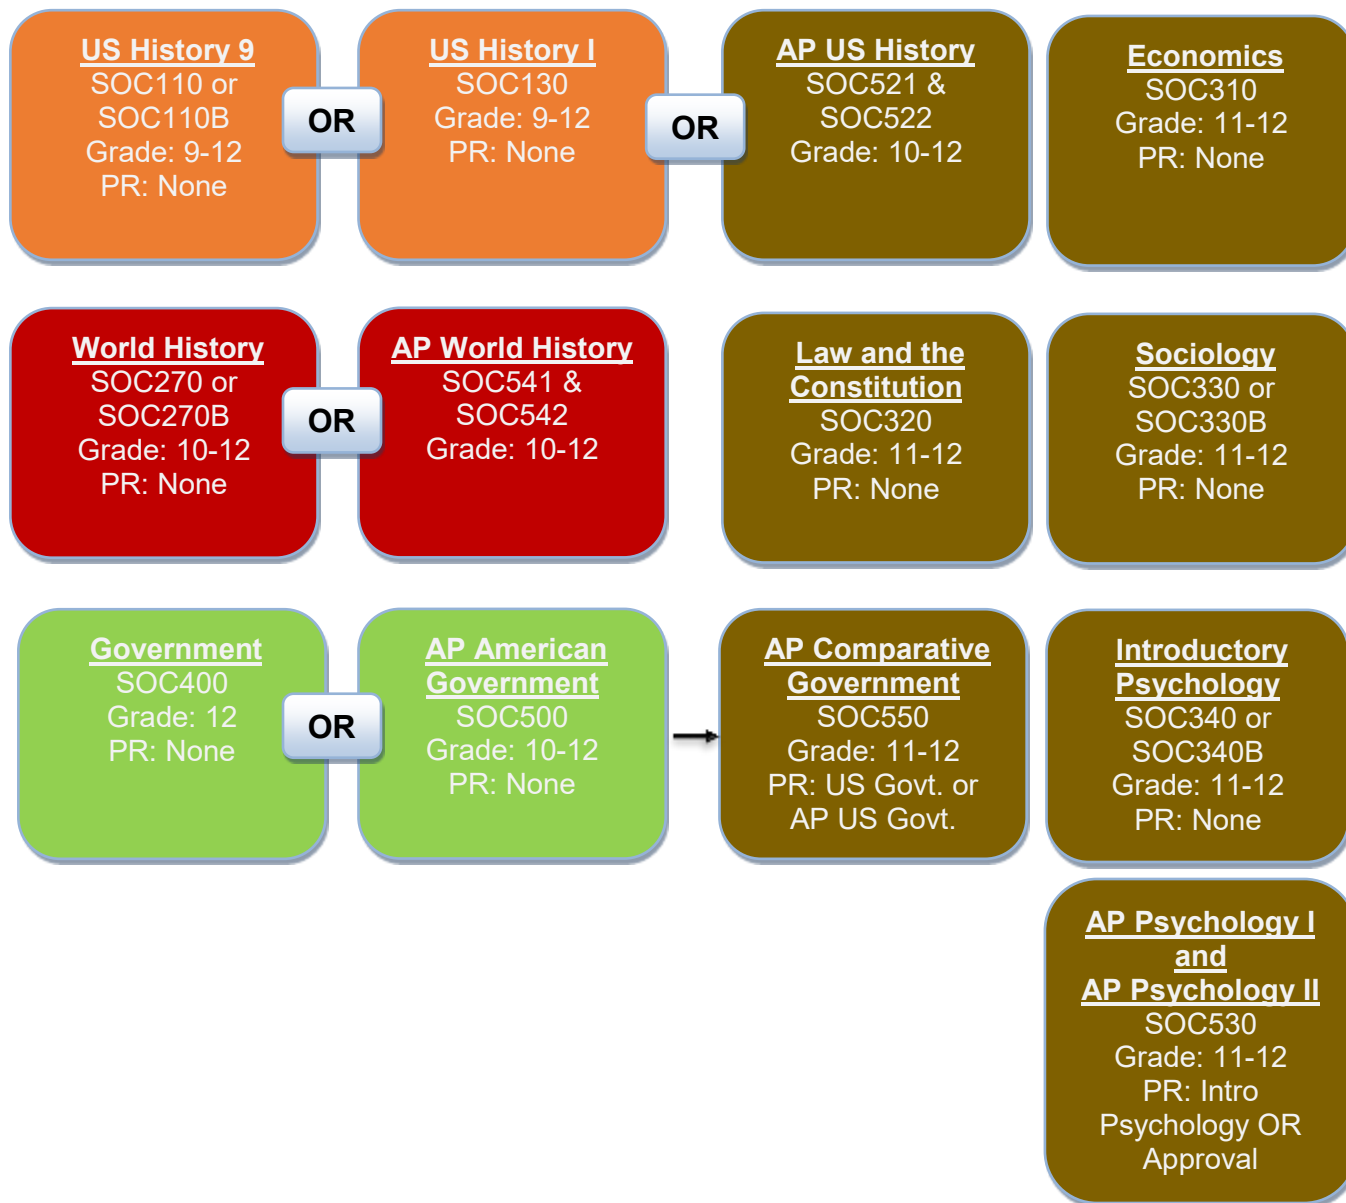 US History 9
SOC110 or
SOC110B
Grade: 9-12
PR: None
OR
US History I
SOC130
Grade: 9-12
PR: None
OR
AP US History
SOC521 &
SOC522
Grade: 10-12
Economics
SOC310
Grade: 11-12
PR: None
World History
SOC270 or
SOC270B
Grade: 10-12
PR: None
OR
AP World History
SOC541 &
SOC542
Grade: 10-12
Law and the
Constitution
SOC320
Grade: 11-12
PR: None
Sociology
SOC330 or
SOC330B
Grade: 11-12
PR: None
Government
SOC400
Grade: 12
PR: None
OR
AP American
Government
SOC500
Grade: 10-12
PR: None
AP Comparative
Government
SOC550
Grade: 11-12
PR: US Govt. or
AP US Govt.
Introductory
Psychology
SOC340 or
SOC340B
Grade: 11-12
PR: None
AP Psychology I
and
AP Psychology II
SOC530
Grade: 11-12
PR: Intro
Psychology OR
Approval